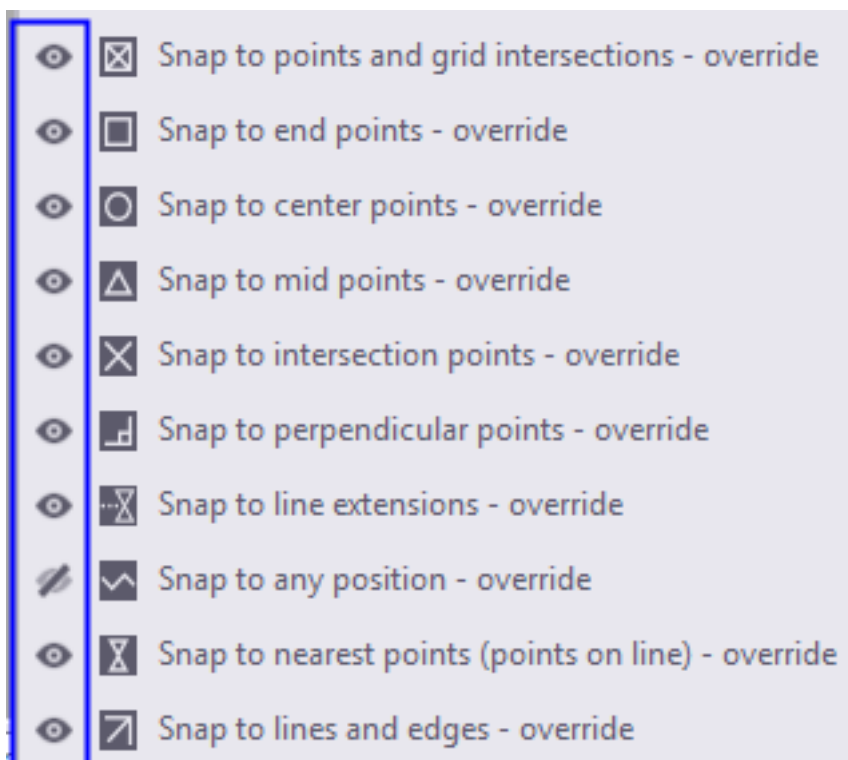 Snap to points and grid intersections - override
Snap to end points - override
Snap to center points - override
Snap to mid points - override
Snap to intersection points - override
Snap to perpendicular points - override
Snap to line extensions - override
Snap to any position - override
Snap to nearest points (points on line) - override
Snap to lines and edges - override